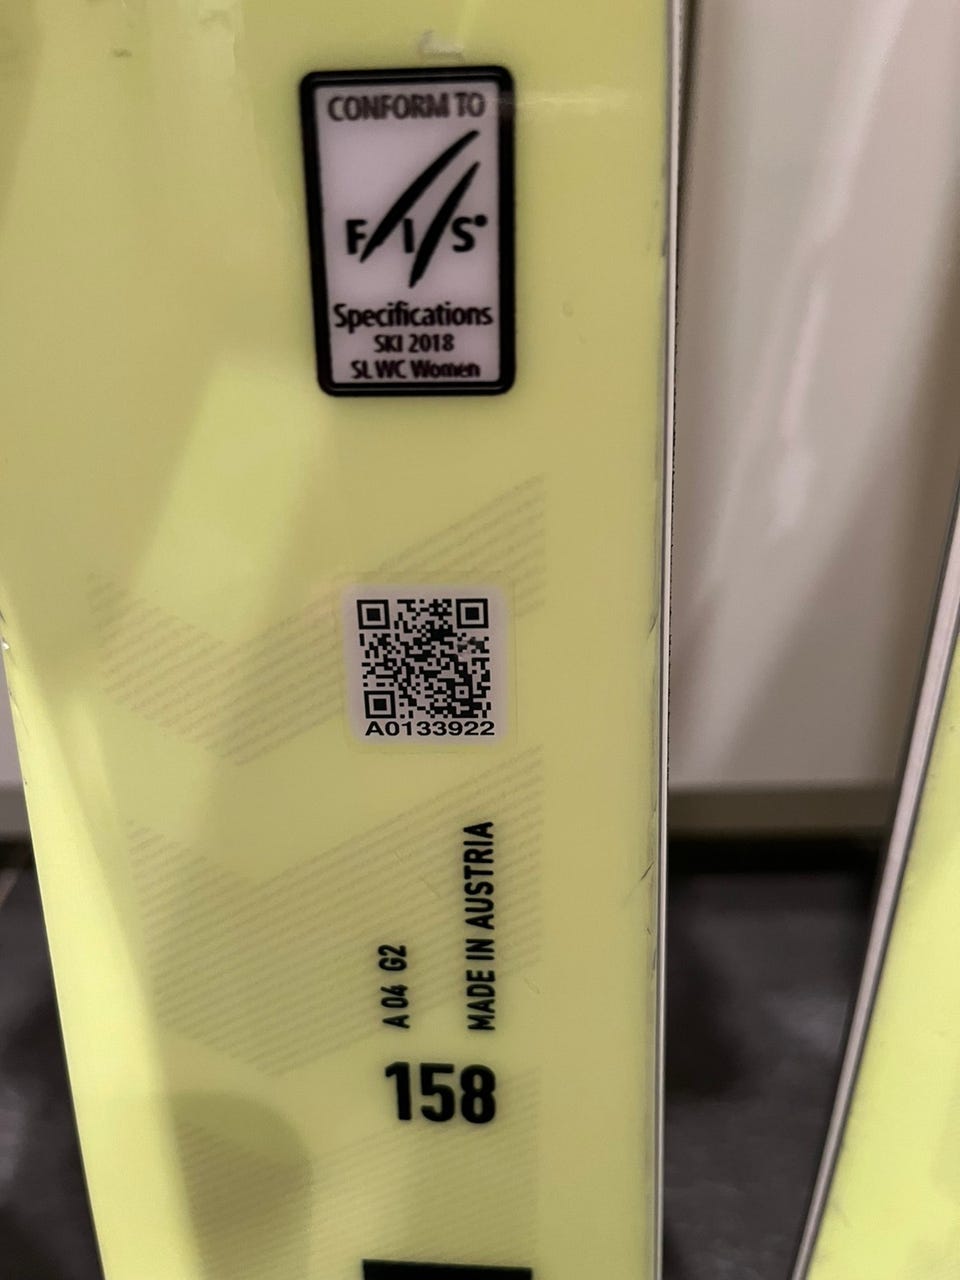 CONFORM TO
FIS
Specifications
SKI 2018
SL WC Women
A0133922
MADE IN AUSTRIA
A 04 G2
158